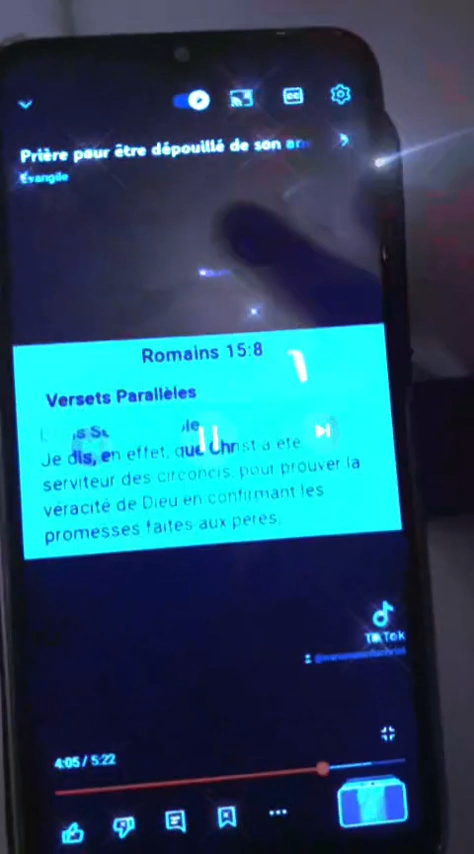 Prière pour être dépouillé de son
Évangile
Romains 15:8
Versets Parallèles
Je dis, en effet, que Christ a été
serviteur des circoncis, pour prouver la
véracité de Dieu en confirmant les
promesses faites aux pères,
TikTok
4:05 / 5:22